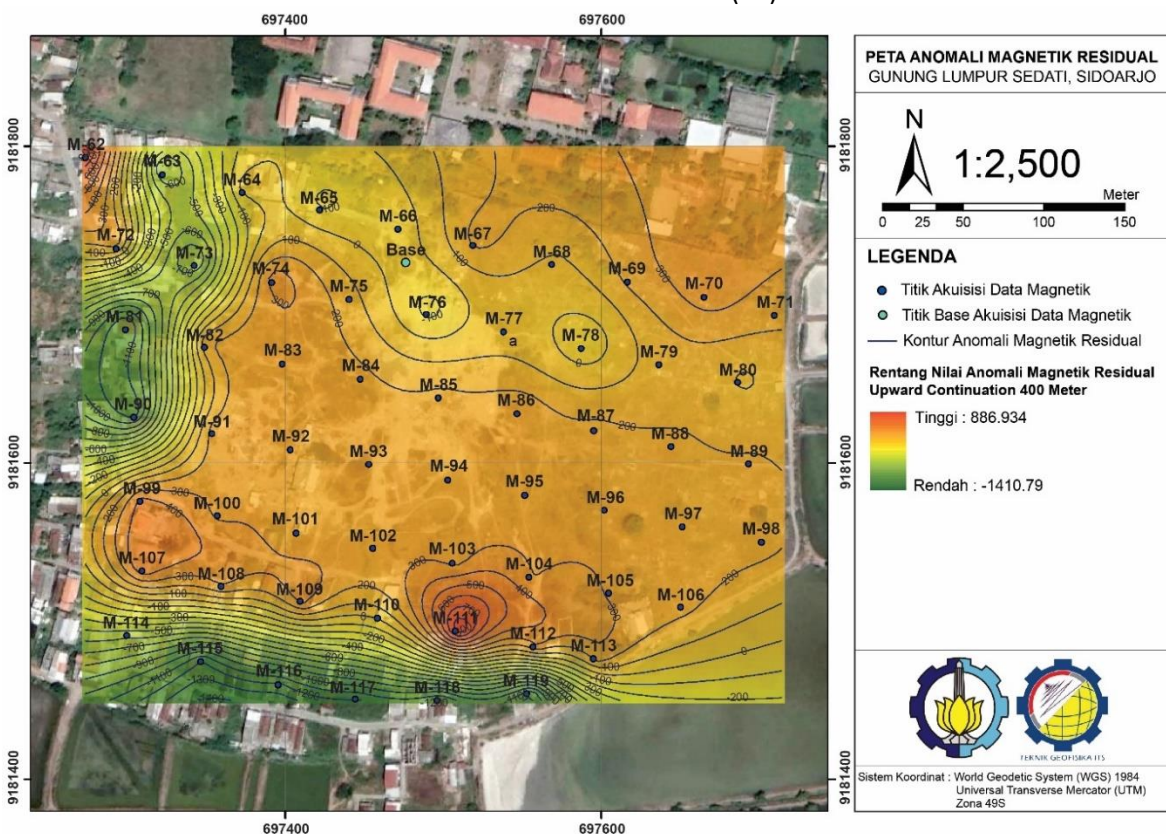 697400
697600
9181800
9181600
9181400
9181800
9181600
9181400
697400
697600
M-62
M-63
M-64
M-65
M-66
M-67
M-68
M-69
M-70
M-71
M-72
M-73
M-74
M-75
Base
M-76
M-77
a
M-78
M-79
M-80
M-81
M-82
M-83
M-84
M-85
M-86
M-87
M-88
M-89
M-90
M-91
M-92
M-93
M-94
M-95
M-96
M-97
M-98
M-99
M-100
M-101
M-102
M-103
M-104
M-105
M-106
M-107
M-108
M-109
M-110
M-111
M-112
M-113
M-114
M-115
M-116
M-117
M-118
M-119
PETA ANOMALI MAGNETIK RESIDUAL
GUNUNG LUMPUR SEDATI, SIDOARJO
N
1:2,500
Meter
0 25 50 100 150
LEGENDA
Titik Akuisisi Data Magnetik
Titik Base Akuisisi Data Magnetik
Kontur Anomali Magnetik Residual
Rentang Nilai Anomali Magnetik Residual
Upward Continuation 400 Meter
Tinggi : 886.934
Rendah : -1410.79
TEKNIK GEOFISIKA ITS
Sistem Koordinat : World Geodetic System (WGS) 1984
Universal Transverse Mercator (UTM)
Zona 49S